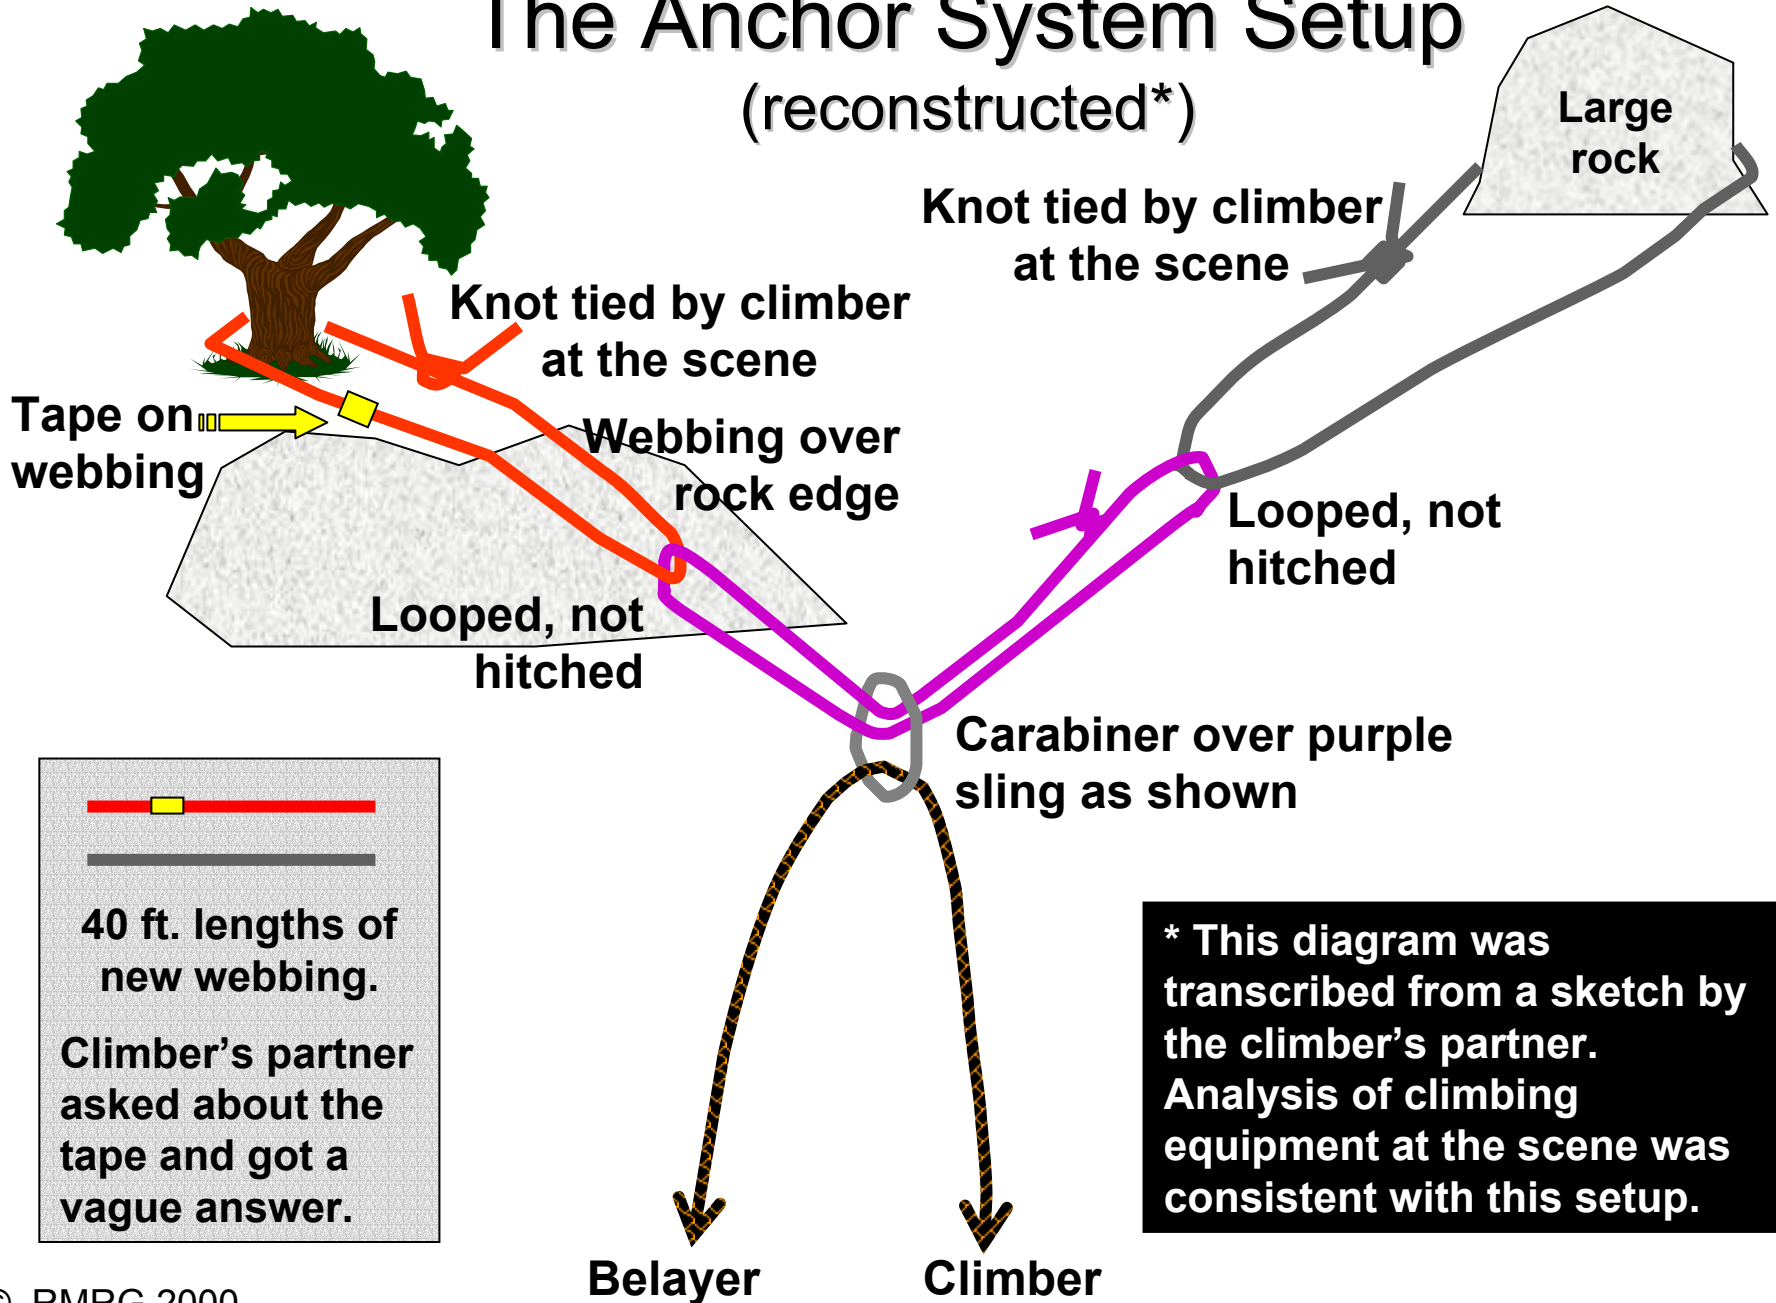 The Anchor System Setup
(reconstructed*)
Large
rock
Knot tied by climber
at the scene
Knot tied by climber
at the scene
Tape on
webbing
Webbing over
rock edge
Looped, not
hitched
Looped, not
hitched
Carabiner over purple
sling as shown
40 ft. lengths of
new webbing.
Climber’s partner
asked about the
tape and got a
vague answer.
* This diagram was
transcribed from a sketch by
the climber’s partner.
Analysis of climbing
equipment at the scene was
consistent with this setup.
Belayer
Climber
© RMRG 2000